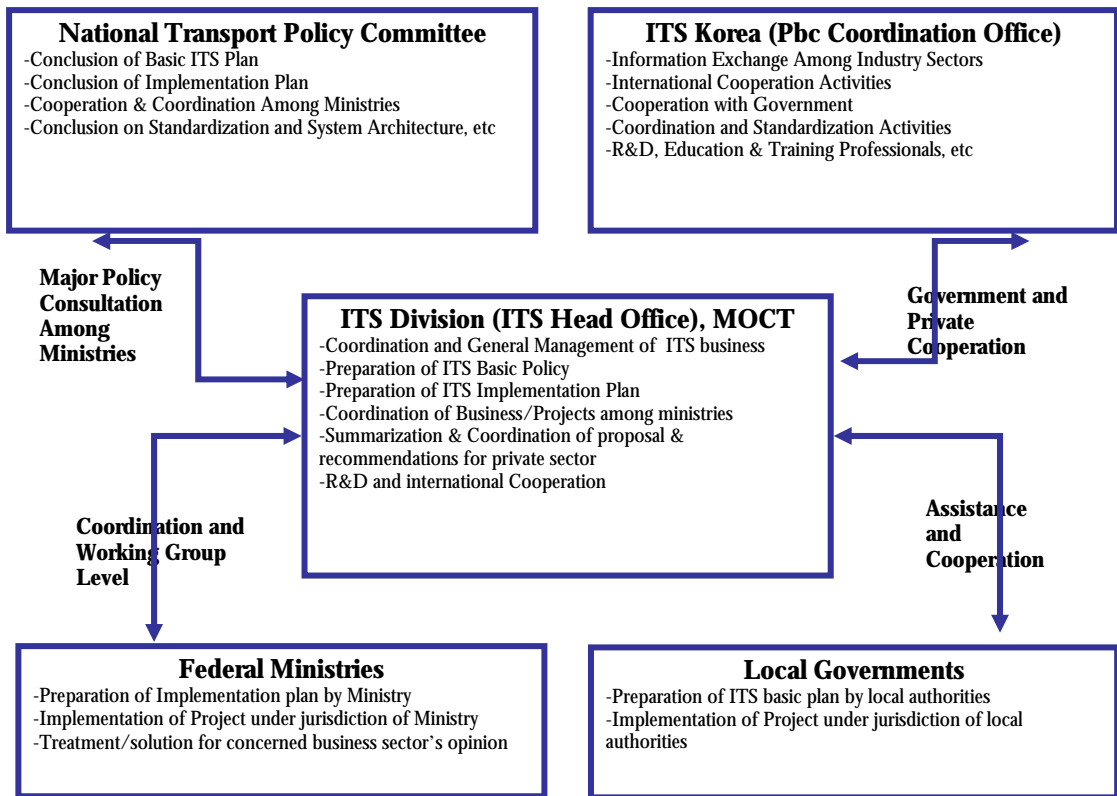 National Transport Policy Committee
-Conclusion of Basic ITS Plan
-Conclusion of Implementation Plan
-Cooperation & Coordination Among Ministries
-Conclusion on Standardization and System Architecture, etc
ITS Korea (Pbc Coordination Office)
-Information Exchange Among Industry Sectors
-International Cooperation Activities
-Cooperation with Government
-Coordination and Standardization Activities
-R&D, Education & Training Professionals, etc
Major Policy
Consultation
Among
Ministries
ITS Division (ITS Head Office), MOCT
-Coordination and General Management of ITS business
-Preparation of ITS Basic Policy
-Preparation of ITS Implementation Plan
-Coordination of Business/Projects among ministries
-Summarization & Coordination of proposal &
recommendations for private sector
-R&D and international Cooperation
Government and
Private
Cooperation
Coordination and
Working Group
Level
Assistance
and
Cooperation
Federal Ministries
-Preparation of Implementation plan by Ministry
-Implementation of Project under jurisdiction of Ministry
-Treatment/solution for concerned business sector's opinion
Local Governments
-Preparation of ITS basic plan by local authorities
-Implementation of Project under jurisdiction of local
authorities